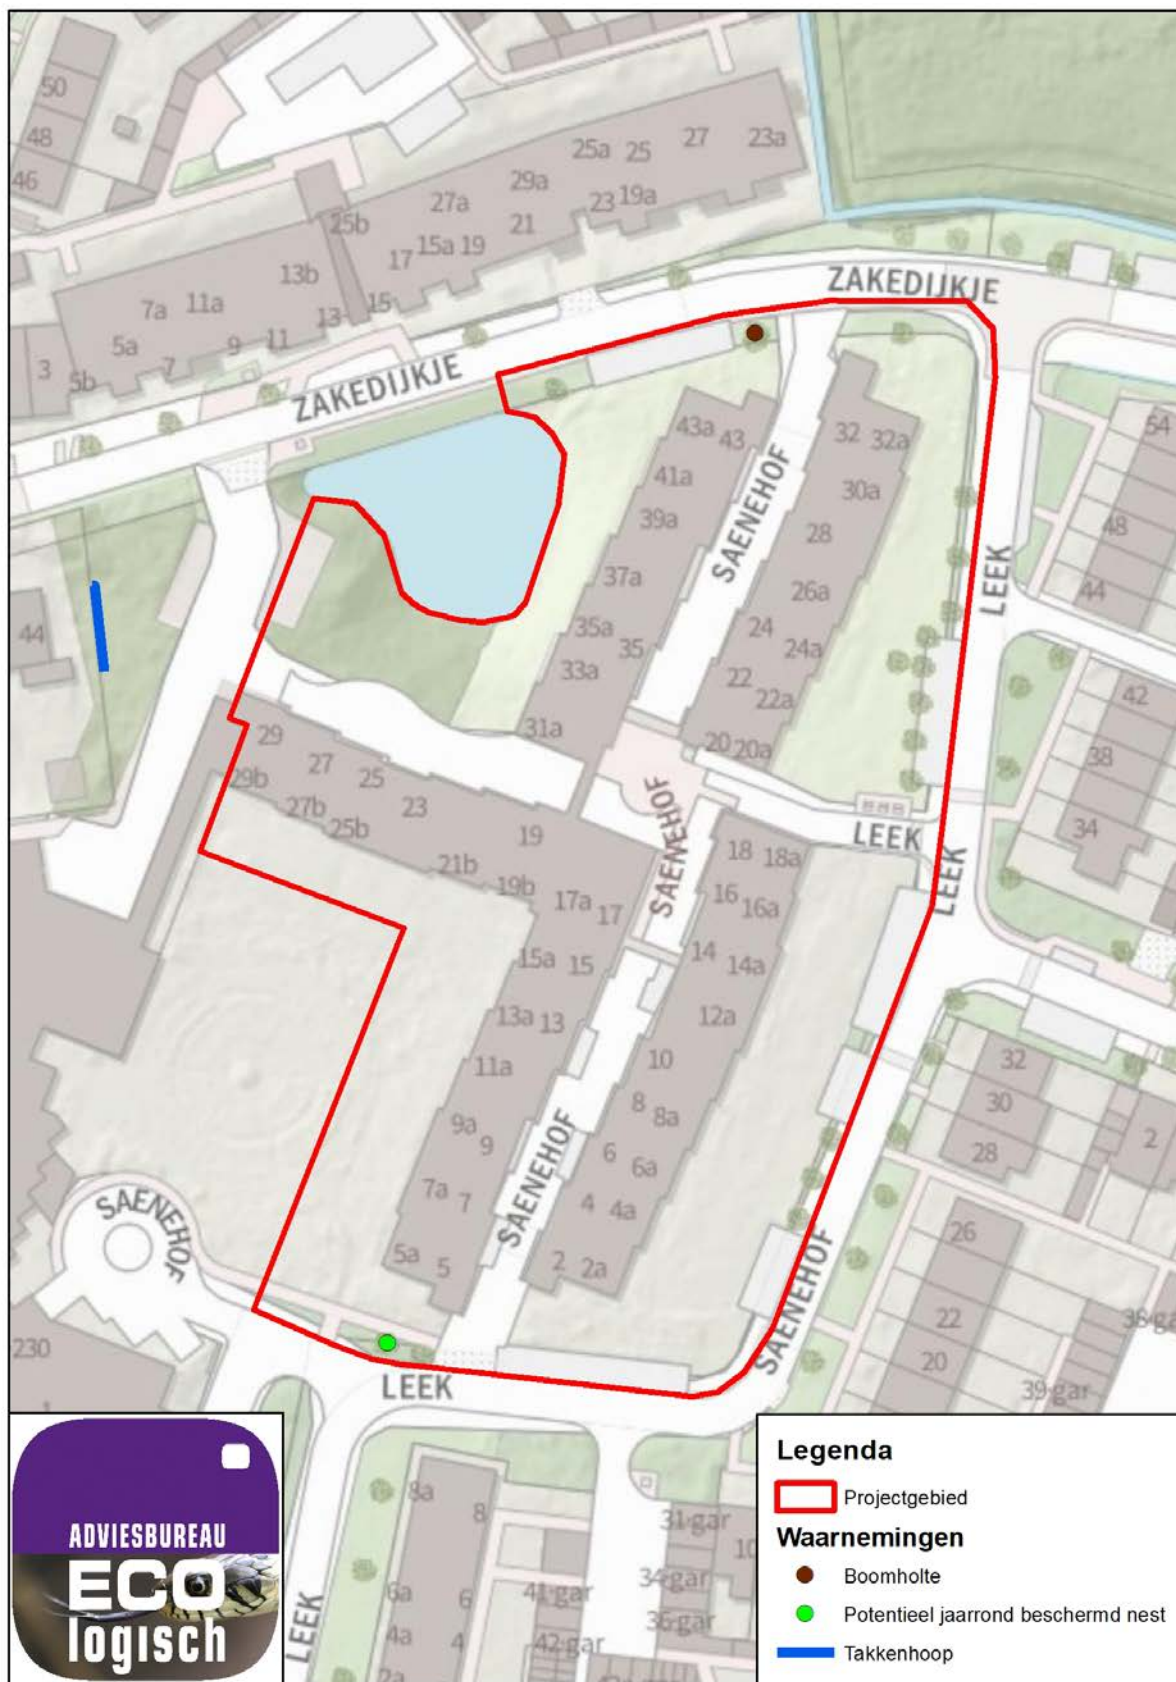 50
48
46
25a 25 27 23a
29a
27a 23 19a
25b 21
17 15a 19
13b
7a 11a
13 15
5a 9 11
3 5b 7
ZAKEDIJKJE
ZAKEDIJKJE
43a 43
41a
39a
37a
35a 35
33a
31a
SAENEHOF
32 32a
30a
28
26a
24 24a
22 22a
20 20a
LEEK
54
48
44
42
38
34
44
29 27 25 23
29b 27b 25b
19
21b 19b
17a 17
15a 15
13a 13
11a
9a 9
7a 7
5a 5
SAENEHOF
LEEK
LEEK
18 18a
16 16a
14 14a
12a
10
8 8a
6 6a
4 4a
2 2a
SAENEHOF
SAENEHOF
SAENEHOF
32
30
28
2
26
22
20
38-gar
39-gar
230
LEEK
8a 8
6a 6
4a 4
2a
LEEK
31-gar
10
34-gar
36-gar
41-gar
42-gar
ADVIESBUREAU
ECO
logisch
Legenda
Projectgebied
Waarnemingen
Boomholte
Potentieel jaarrond beschermd nest
Takkenhoop